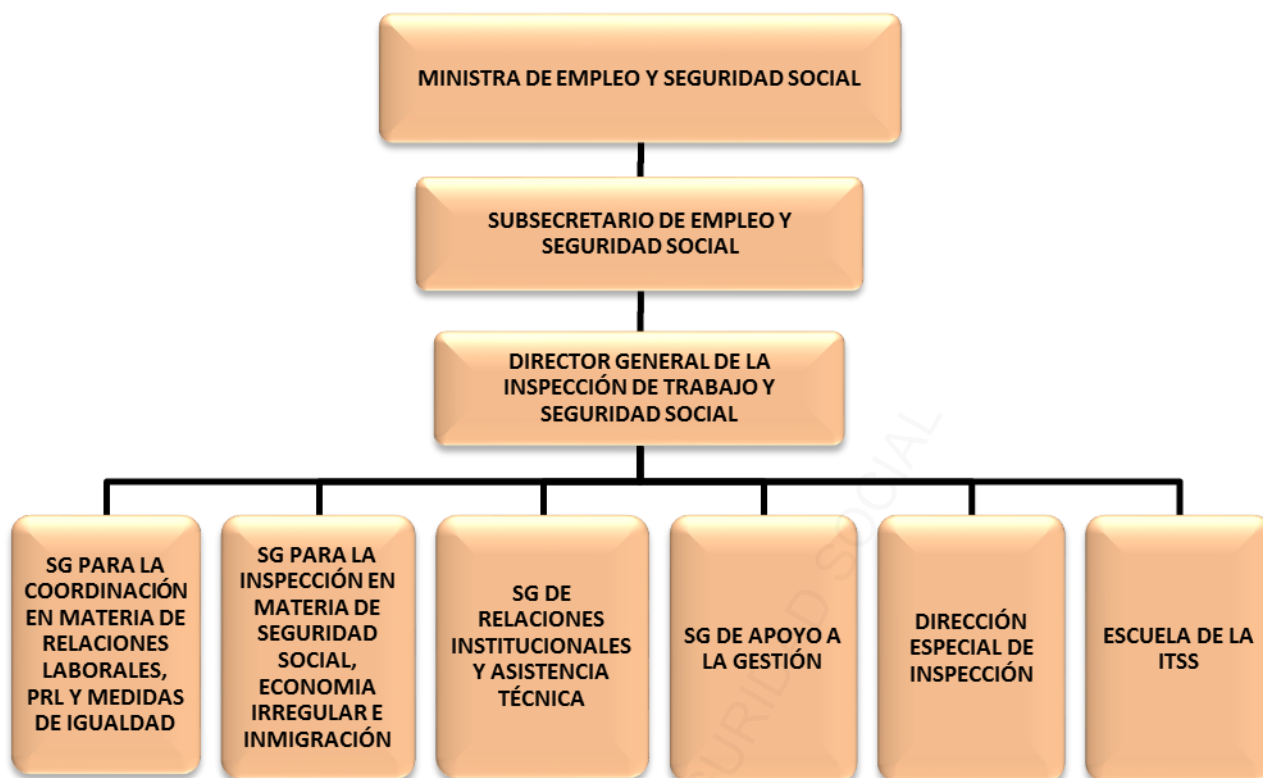 MINISTRA DE EMPLEO Y SEGURIDAD SOCIAL
SUBSECRETARIO DE EMPLEO Y
SEGURIDAD SOCIAL
DIRECTOR GENERAL DE LA
INSPECCIÓN DE TRABAJO Y
SEGURIDAD SOCIAL
SG PARA LA
COORDINACIÓN
EN MATERIA DE
RELACIONES
LABORALES,
PRL Y MEDIDAS
DE IGUALDAD
SG PARA LA
INSPECCIÓN EN
MATERIA DE
SEGURIDAD
SOCIAL,
ECONOMIA
IRREGULAR E
INMIGRACIÓN
SG DE
RELACIONES
INSTITUCIONALES
Y ASISTENCIA
TÉCNICA
SG DE APOYO A
LA GESTIÓN
DIRECCIÓN
ESPECIAL DE
INSPECCIÓN
ESCUELA DE LA
ITSS
SOCIAL